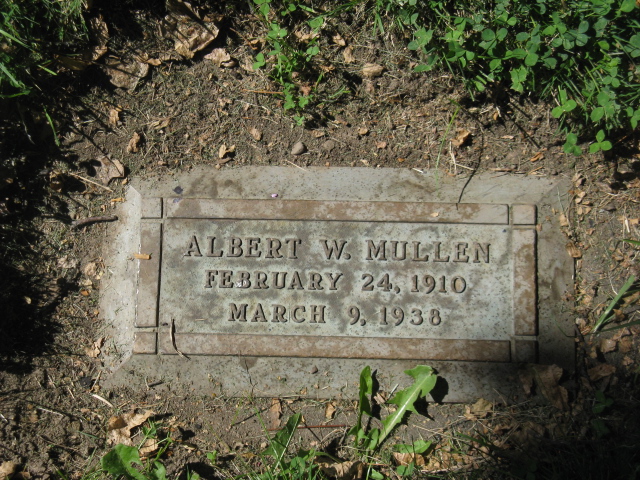 ALBERT W. MULLEN
FEBRUARY 24, 1910
MARCH 9, 1938